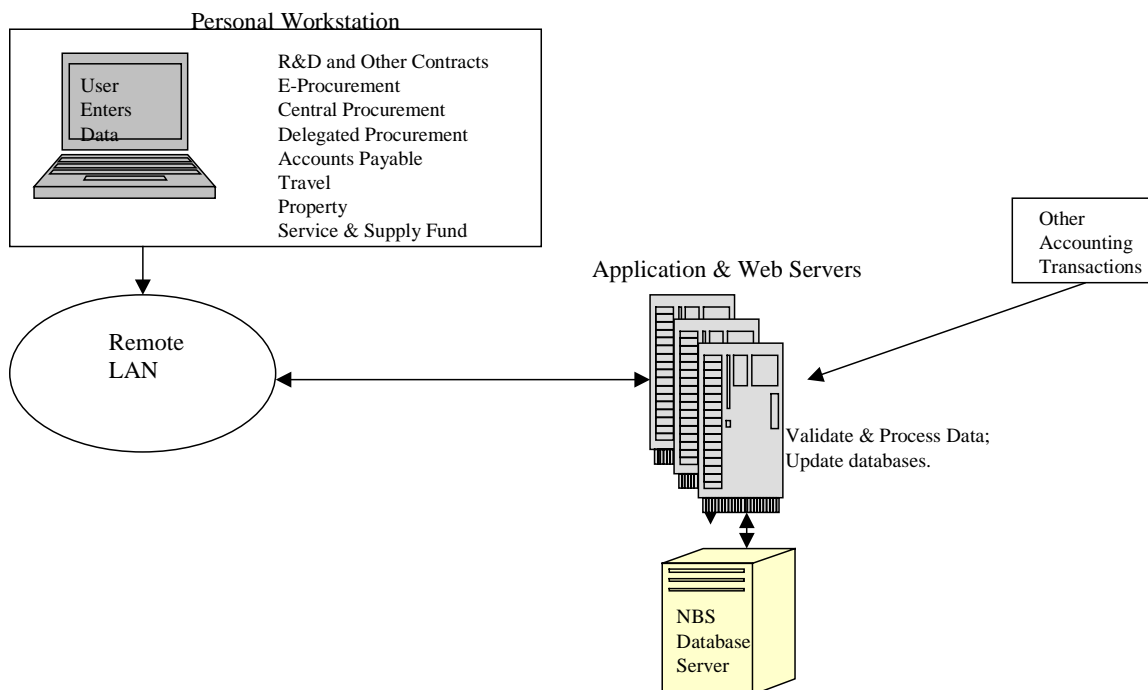 Personal Workstation
User
Enters
Data
R&D and Other Contracts
E-Procurement
Central Procurement
Delegated Procurement
Accounts Payable
Travel
Property
Service & Supply Fund
Other
Accounting
Transactions
Application & Web Servers
Remote
LAN
Validate & Process Data;
Update databases.
NBS
Database
Server